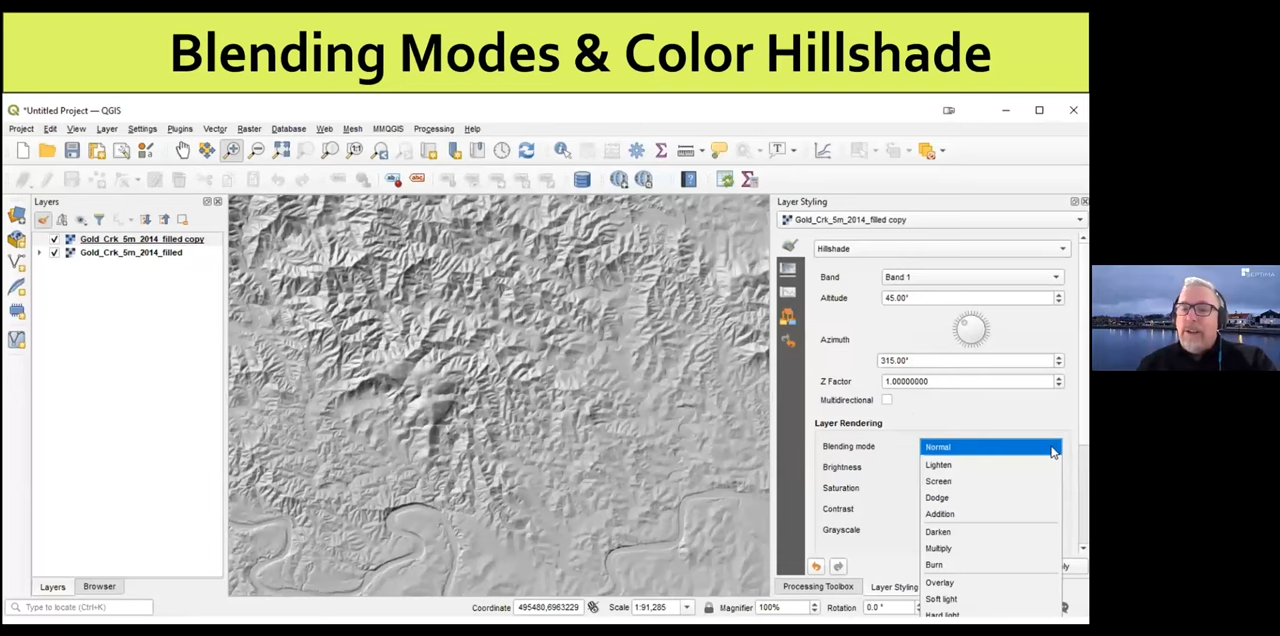 Blending Modes & Color Hillshade
*Untitled Project — QGIS
Project Edit View Layer Settings Plugins Vector Raster Database Web Mesh MMQGIS Processing Help
Layers
Gold_Crk_5m_2014_filled copy
Gold_Crk_5m_2014_filled
Layer Styling
Gold_Crk_5m_2014_filled copy
Hillshade
Band Band 1
Altitude 45.00°
Azimuth
315.00°
Z Factor 1.00000000
Multidirectional
Layer Rendering
Blending mode Normal
Brightness
Saturation
Contrast
Grayscale
Lighten
Screen
Dodge
Addition
Darken
Multiply
Burn
Overlay
Soft light
Hard light
Layers Browser
Processing Toolbox Layer Styling
Type to locate (Ctrl+K)
Coordinate 495480,6963229 Scale 1:91,285 Magnifier 100% Rotation 0.0°
SEPTIMA